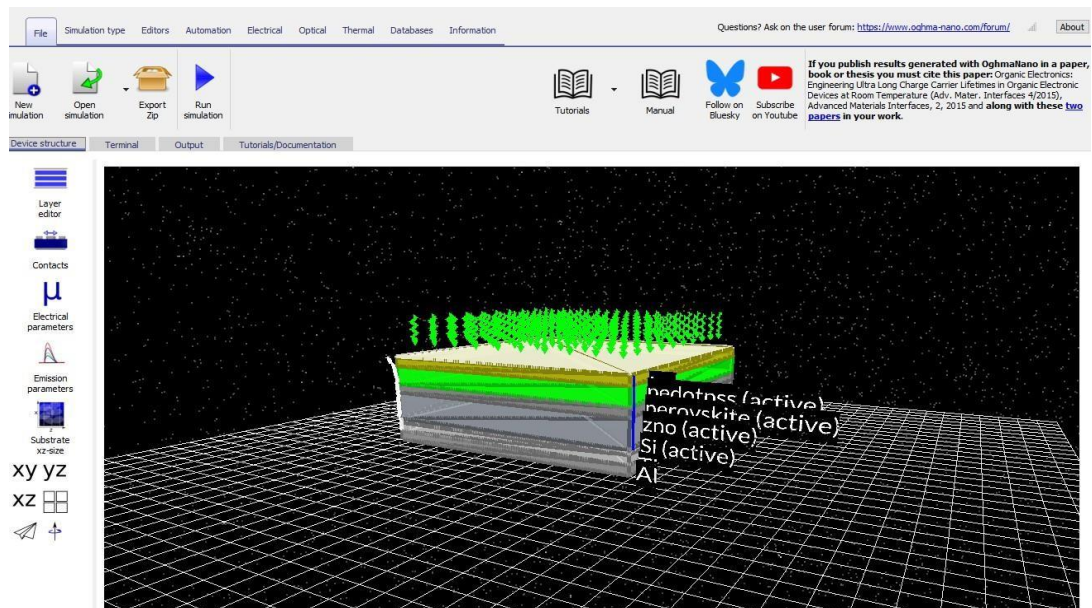 File Simulation type Editors Automation Electrical Optical Thermal Databases Information
Questions? Ask on the user forum: https://www.oghma-nano.com/forum/ About
New
imulation
Open
simulation
Export
Zip
Run
simulation
Tutorials
Manual
Follow on
Bluesky
Subscribe
on Youtube
If you publish results generated with OghmaNano in a paper,
book or thesis you must cite this paper: Organic Electronics:
Engineering Ultra Long Charge Carrier Lifetimes in Organic Electronic
Devices at Room Temperature (Adv. Mater. Interfaces 4/2015),
Advanced Materials Interfaces, 2, 2015 and along with these two
papers in your work.
Device structure Terminal Output Tutorials/Documentation
Layer
editor
Contacts
μ
Electrical
parameters
Emission
parameters
Substrate
xz-size
xy yz
xz
pedotpss (active)
perovskite (active)
zno (active)
Si (active)
Al